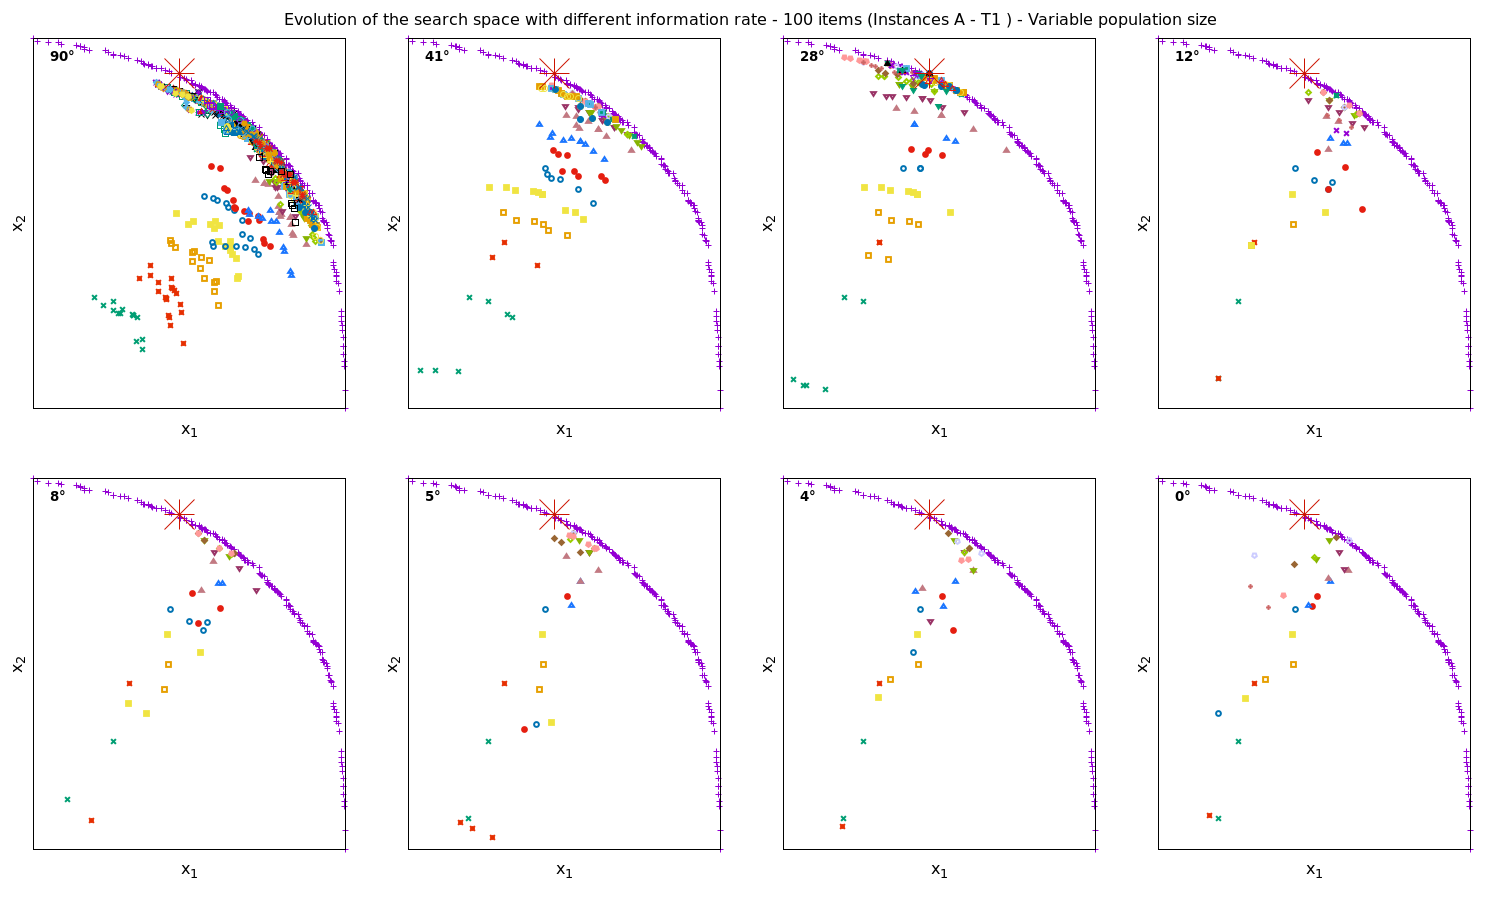 Evolution of the search space with different information rate - 100 items (Instances A - T1 ) - Variable population size
90° 41° 28° 12°
x₂ x₂ x₂ x₂
x₁ x₁ x₁ x₁
8° 5° 4° 0°
x₂ x₂ x₂ x₂
x₁ x₁ x₁ x₁